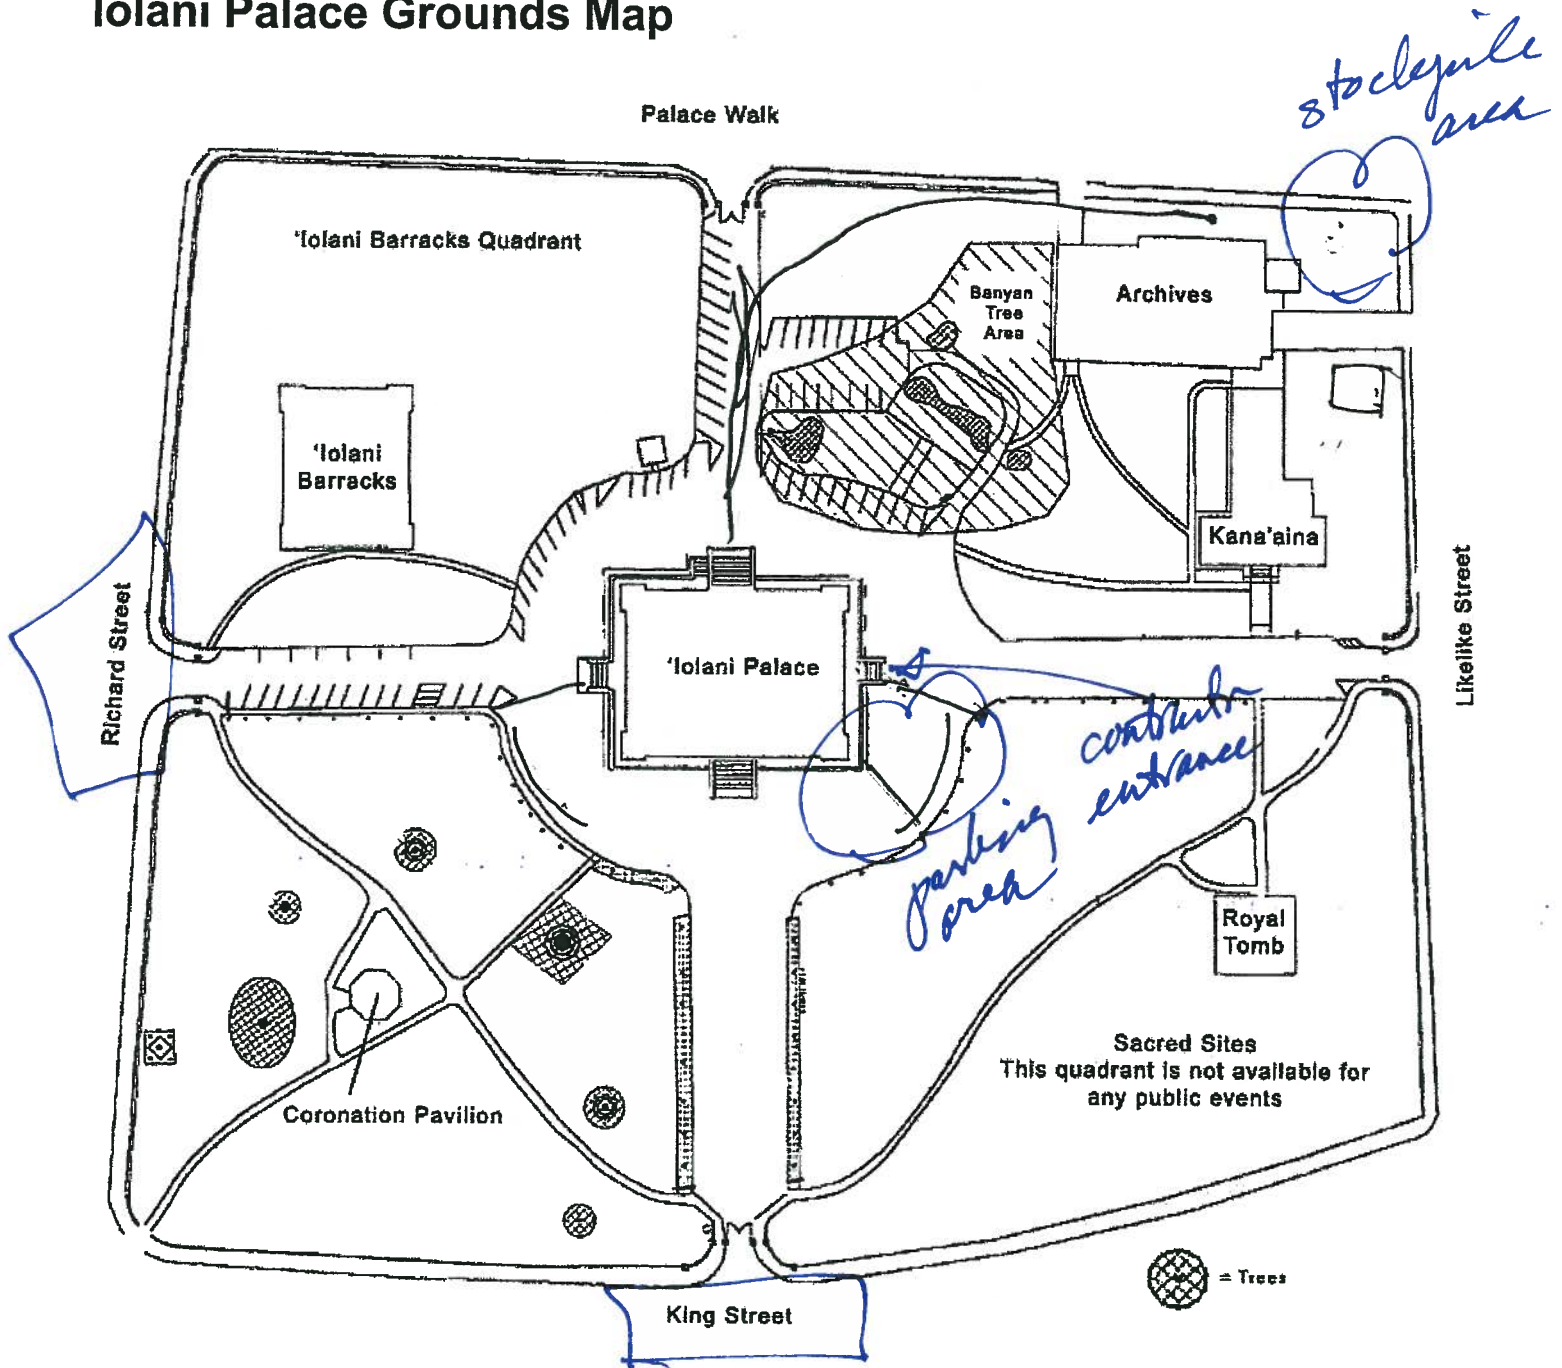 Iolani Palace Grounds Map
stockpile
area
Palace Walk
'Iolani Barracks Quadrant
Banyan
Tree
Area
Archives
'Iolani
Barracks
Kana'aina
Richard Street
'Iolani Palace
Likelike Street
contractor
entrance
parking
area
Royal
Tomb
Sacred Sites
This quadrant is not available for
any public events
Coronation Pavilion
= Trees
King Street